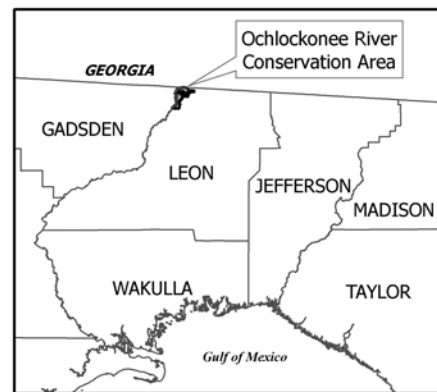 Ochlockonee River
Conservation Area
GEORGIA
GADSDEN
LEON
JEFFERSON
MADISON
WAKULLA
TAYLOR
Gulf of Mexico